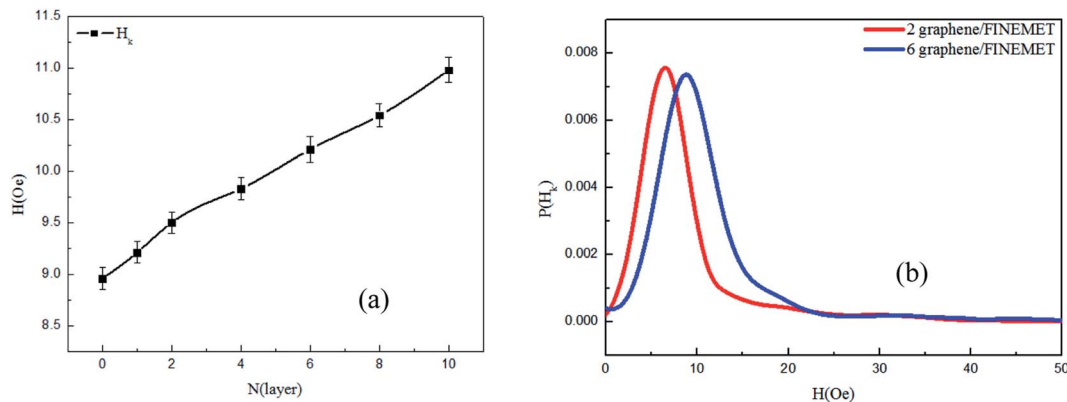 11.5
11.0
10.5
10.0
9.5
9.0
8.5
H(Oe)
H_k
(a)
0 2 4 6 8 10
N(layer)
2 graphene/FINEMET
6 graphene/FINEMET
0.008
0.006
0.004
0.002
0.000
P(H_k)
(b)
0 10 20 30 40 50
H(Oe)